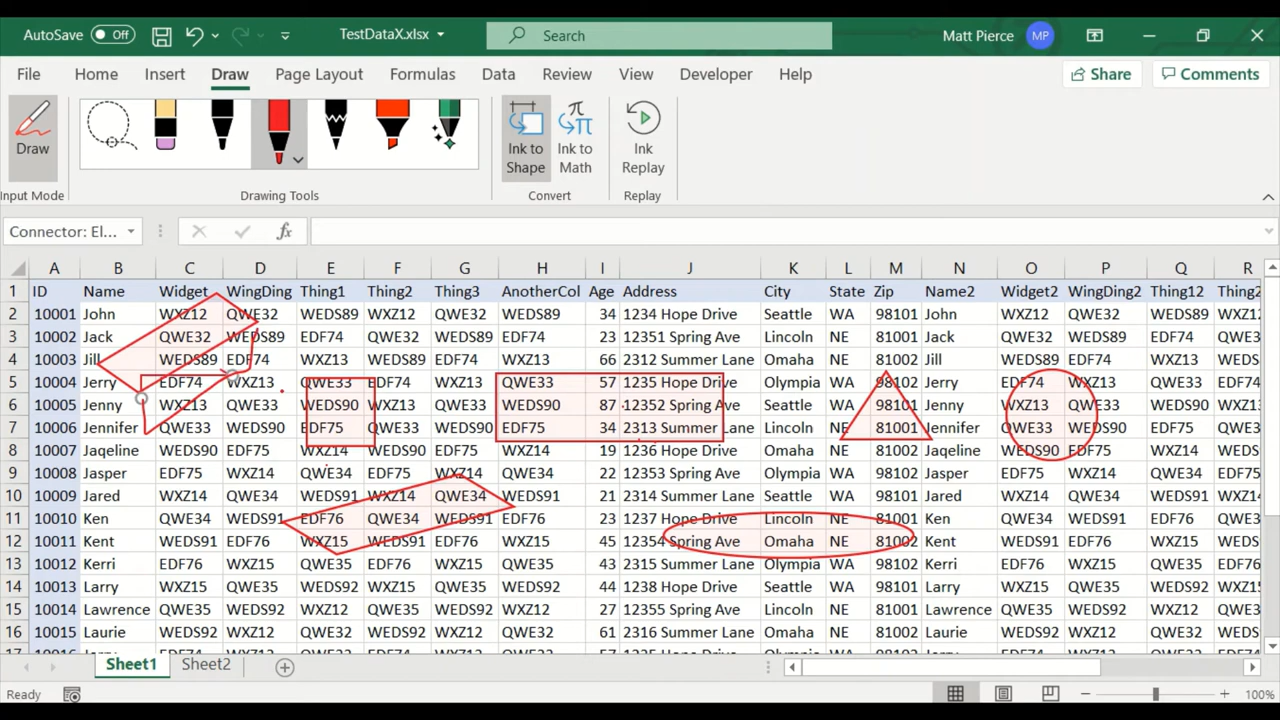 AutoSave Off TestDataX.xlsx Search Matt Pierce MP
File Home Insert Draw Page Layout Formulas Data Review View Developer Help Share Comments
Draw Ink to Shape Ink to Math Ink Replay
Input Mode Drawing Tools Convert Replay
Connector: El... fx
A B C D E F G H I J K L M N O P Q R
1 ID Name Widget WingDing Thing1 Thing2 Thing3 AnotherCol Age Address City State Zip Name2 Widget2 WingDing2 Thing12 Thing2
2 10001 John WXZ12 QWE32 WEDS89 WXZ12 QWE32 WEDS89 34 1234 Hope Drive Seattle WA 98101 John WXZ12 QWE32 WEDS89 WXZ12
3 10002 Jack QWE32 WEDS89 EDF74 QWE32 WEDS89 EDF74 23 12351 Spring Ave Lincoln NE 81001 Jack QWE32 WEDS89 EDF74 QWE32
4 10003 Jill WEDS89 EDF74 WXZ13 WEDS89 EDF74 WXZ13 66 2312 Summer Lane Omaha NE 81002 Jill WEDS89 EDF74 WXZ13 WEDS8
5 10004 Jerry EDF74 WXZ13 QWE33 EDF74 WXZ13 QWE33 57 1235 Hope Drive Olympia WA 98102 Jerry EDF74 WXZ13 QWE33 EDF74
6 10005 Jenny WXZ13 QWE33 WEDS90 WXZ13 QWE33 WEDS90 87 12352 Spring Ave Seattle WA 98101 Jenny WXZ13 QWE33 WEDS90 WXZ13
7 10006 Jennifer QWE33 WEDS90 EDF75 QWE33 WEDS90 EDF75 34 2313 Summer Lane Lincoln NE 81001 Jennifer QWE33 WEDS90 EDF75 QWE33
8 10007 Jaqeline WEDS90 EDF75 WXZ14 WEDS90 EDF75 WXZ14 19 1236 Hope Drive Omaha NE 81002 Jaqeline WEDS90 EDF75 WXZ14 WEDS9
9 10008 Jasper EDF75 WXZ14 QWE34 EDF75 WXZ14 QWE34 22 12353 Spring Ave Olympia WA 98102 Jasper EDF75 WXZ14 QWE34 EDF75
10 10009 Jared WXZ14 QWE34 WEDS91 WXZ14 QWE34 WEDS91 21 2314 Summer Lane Seattle WA 98101 Jared WXZ14 QWE34 WEDS91 WXZ14
11 10010 Ken QWE34 WEDS91 EDF76 QWE34 WEDS91 EDF76 23 1237 Hope Drive Lincoln NE 81001 Ken QWE34 WEDS91 EDF76 QWE34
12 10011 Kent WEDS91 EDF76 WXZ15 WEDS91 EDF76 WXZ15 45 12354 Spring Ave Omaha NE 81002 Kent WEDS91 EDF76 WXZ15 WEDS9
13 10012 Kerri EDF76 WXZ15 QWE35 EDF76 WXZ15 QWE35 43 2315 Summer Lane Olympia WA 98102 Kerri EDF76 WXZ15 QWE35 EDF76
14 10013 Larry WXZ15 QWE35 WEDS92 WXZ15 QWE35 WEDS92 44 1238 Hope Drive Seattle WA 98101 Larry WXZ15 QWE35 WEDS92 WXZ15
15 10014 Lawrence QWE35 WEDS92 WXZ12 QWE35 WEDS92 WXZ12 27 12355 Spring Ave Lincoln NE 81001 Lawrence QWE35 WEDS92 WXZ12 QWE35
16 10015 Laurie WEDS92 WXZ12 QWE32 WEDS92 WXZ12 QWE32 61 2316 Summer Lane Omaha NE 81002 Laurie WEDS92 WXZ12 QWE32 WEDS9
Sheet1 Sheet2
Ready 100%